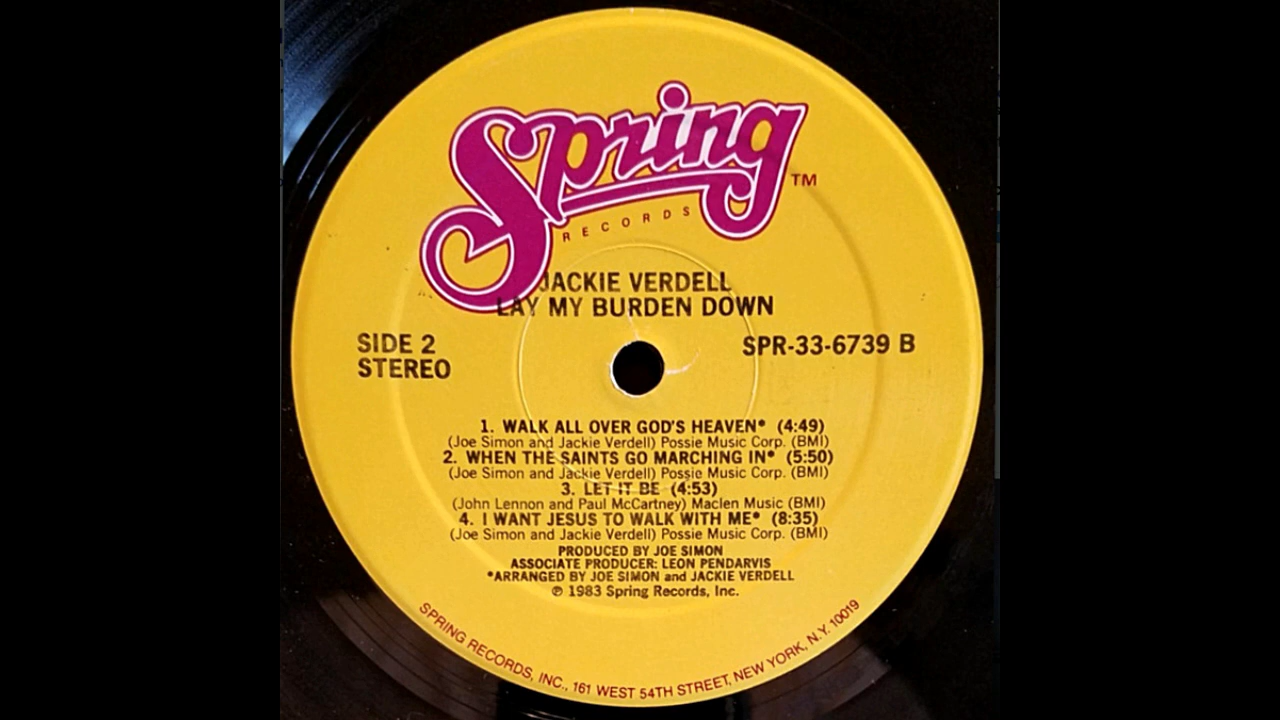 Spring TM
RECORDS
JACKIE VERDELL
LAY MY BURDEN DOWN
SIDE 2
STEREO
SPR-33-6739 B
1. WALK ALL OVER GOD'S HEAVEN* (4:49)
(Joe Simon and Jackie Verdell) Possie Music Corp. (BMI)
2. WHEN THE SAINTS GO MARCHING IN* (5:50)
(Joe Simon and Jackie Verdell) Possie Music Corp. (BMI)
3. LET IT BE (4:53)
(John Lennon and Paul McCartney) Maclen Music (BMI)
4. I WANT JESUS TO WALK WITH ME* (8:35)
(Joe Simon and Jackie Verdell) Possie Music Corp. (BMI)
PRODUCED BY JOE SIMON
ASSOCIATE PRODUCER: LEON PENDARVIS
*ARRANGED BY JOE SIMON and JACKIE VERDELL
℗ 1983 Spring Records, Inc.
SPRING RECORDS, INC., 161 WEST 54TH STREET, NEW YORK, N.Y. 10019